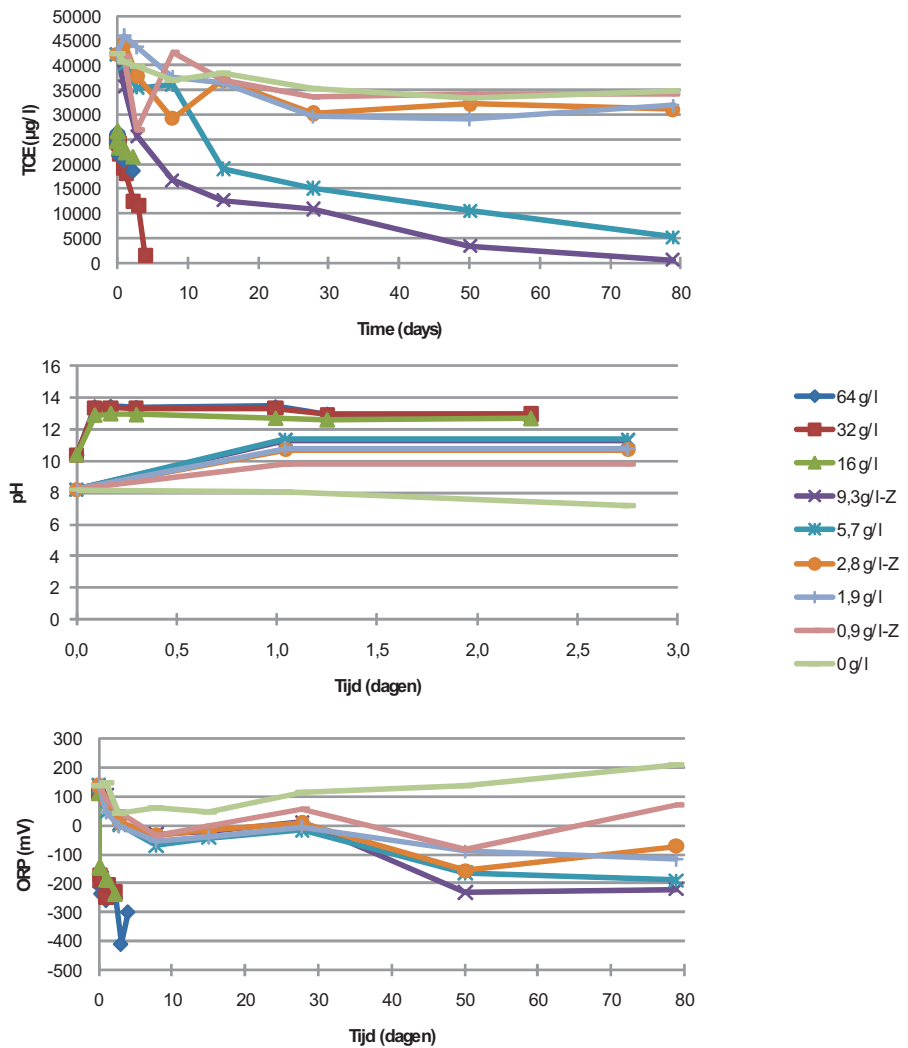 50000
45000
40000
35000
30000
25000
20000
15000
10000
5000
0
TCE (µg/ l)
0 10 20 30 40 50 60 70 80
Time (days)
16
14
12
10
8
6
4
2
0
pH
0,0 0,5 1,0 1,5 2,0 2,5 3,0
Tijd (dagen)
64 g/ l
32 g/ l
16 g/ l
9,3g/ l-Z
5,7 g/ l
2,8 g/ l-Z
1,9 g/ l
0,9 g/ l-Z
0 g/ l
300
200
100
0
-100
-200
-300
-400
-500
ORP (mV)
0 10 20 30 40 50 60 70 80
Tijd (dagen)